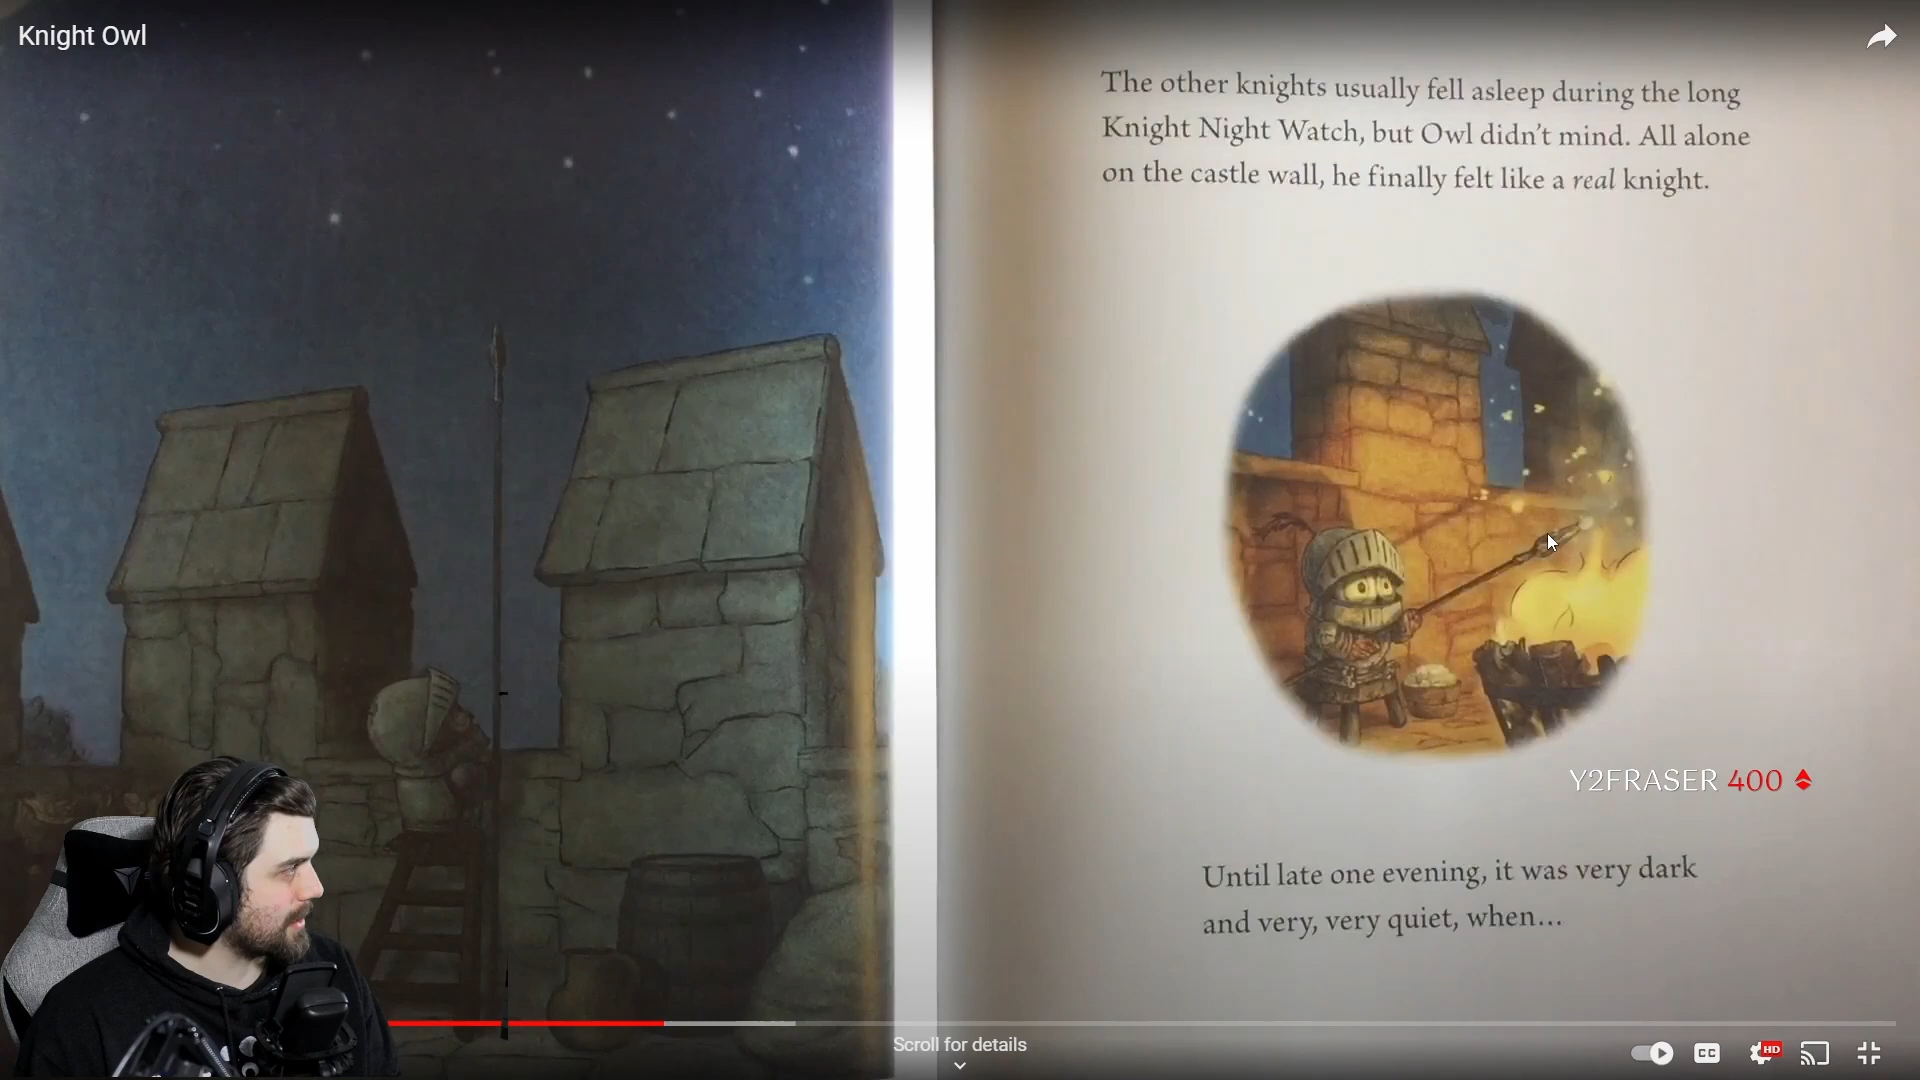 Knight Owl
The other knights usually fell asleep during the long
Knight Night Watch, but Owl didn't mind. All alone
on the castle wall, he finally felt like a real knight.
Y2FRASER 400
Until late one evening, it was very dark
and very, very quiet, when...
Scroll for details
CC
HD